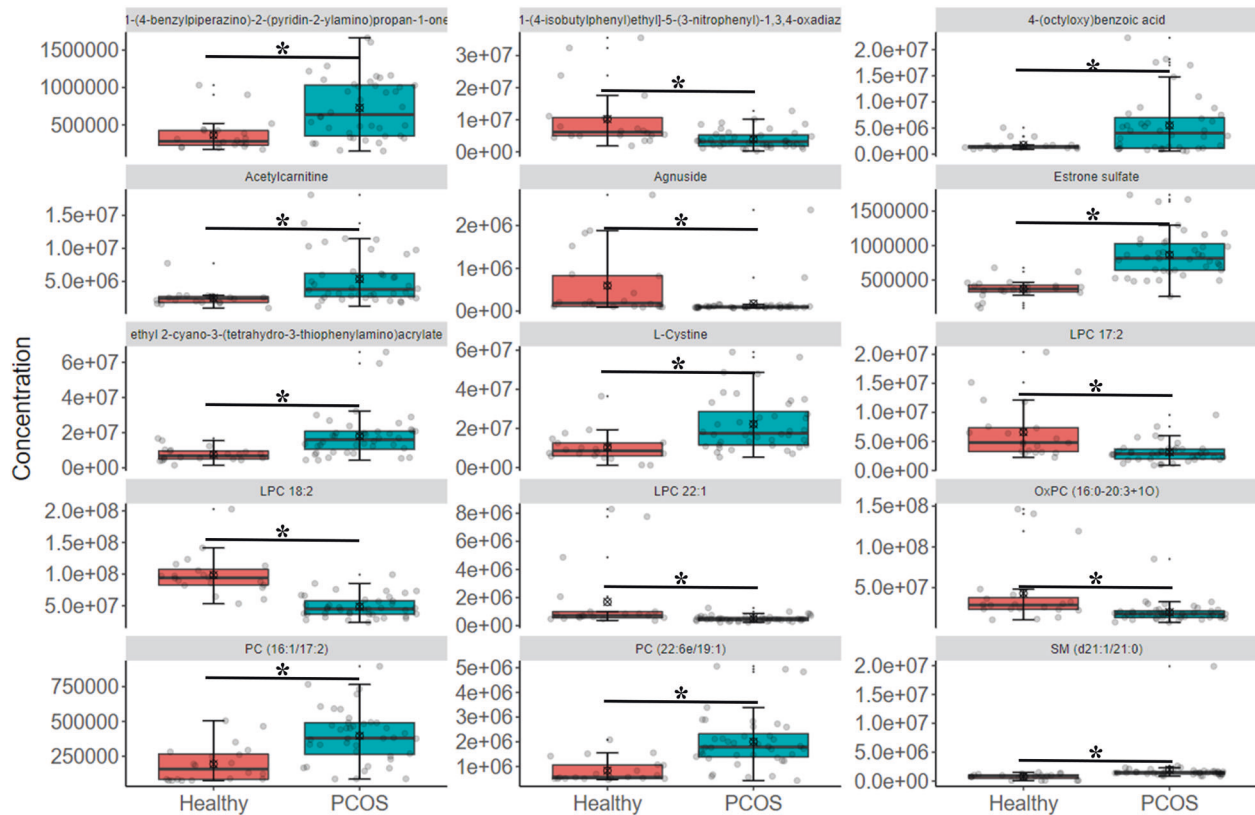 1-(4-benzylpiperazino)-2-(pyridin-2-ylamino)propan-1-one
1-(4-isobutylphenyl)ethyl]-5-(3-nitrophenyl)-1,3,4-oxadiaz
4-(octyloxy)benzoic acid
1500000
1000000
500000
*
3e+07
2e+07
1e+07
0e+00
*
2.0e+07
1.5e+07
1.0e+07
5.0e+06
0.0e+00
*
Acetylcarnitine
Agnuside
Estrone sulfate
1.5e+07
1.0e+07
5.0e+06
*
2e+06
1e+06
0e+00
*
1500000
1000000
500000
*
Concentration
ethyl 2-cyano-3-(tetrahydro-3-thiophenylamino)acrylate
L-Cystine
LPC 17:2
6e+07
4e+07
2e+07
0e+00
*
6e+07
4e+07
2e+07
0e+00
*
2.0e+07
1.5e+07
1.0e+07
5.0e+06
0.0e+00
*
LPC 18:2
LPC 22:1
OxPC (16:0-20:3+1O)
2.0e+08
1.5e+08
1.0e+08
5.0e+07
*
8e+06
6e+06
4e+06
2e+06
0e+00
*
1.5e+08
1.0e+08
5.0e+07
*
PC (16:1/17:2)
PC (22:6e/19:1)
SM (d21:1/21:0)
750000
500000
250000
*
5e+06
4e+06
3e+06
2e+06
1e+06
*
2.0e+07
1.5e+07
1.0e+07
5.0e+06
0.0e+00
*
Healthy
PCOS
Healthy
PCOS
Healthy
PCOS